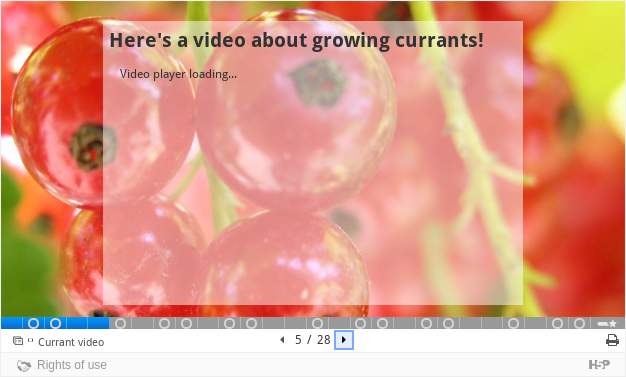 Here's a video about growing currants!
Video player loading...
Currant video
5 / 28
Rights of use
H5P